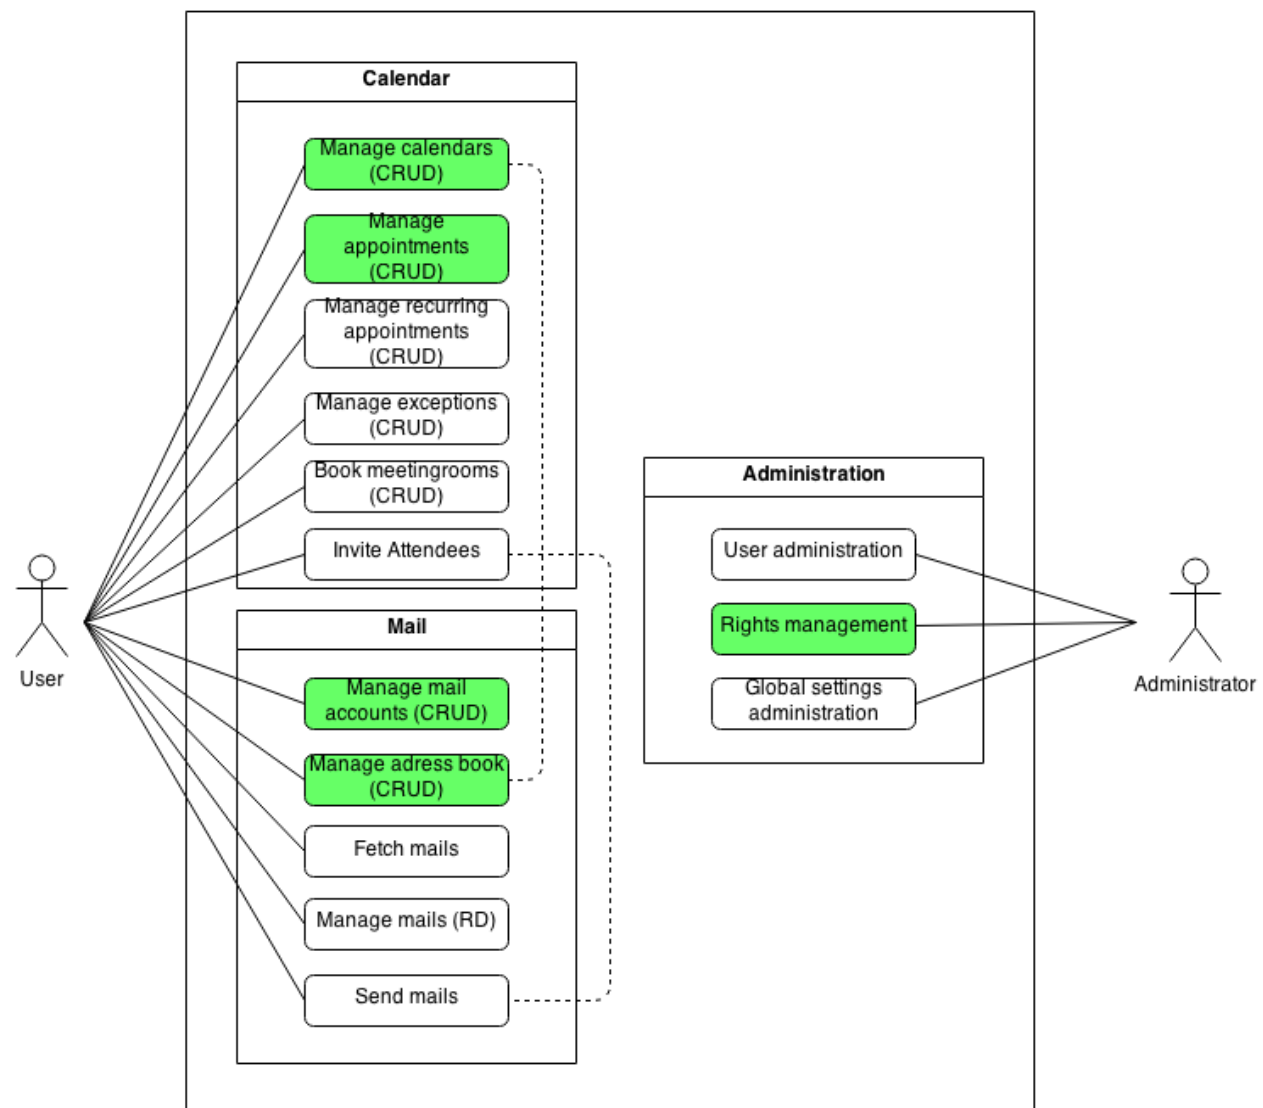 Calendar
Manage calendars
(CRUD)
Manage
appointments
(CRUD)
Manage recurring
appointments
(CRUD)
Manage exceptions
(CRUD)
Book meetingrooms
(CRUD)
Invite Attendees
Mail
Manage mail
accounts (CRUD)
Manage adress book
(CRUD)
Fetch mails
Manage mails (RD)
Send mails
User
Administration
User administration
Rights management
Global settings
administration
Administrator